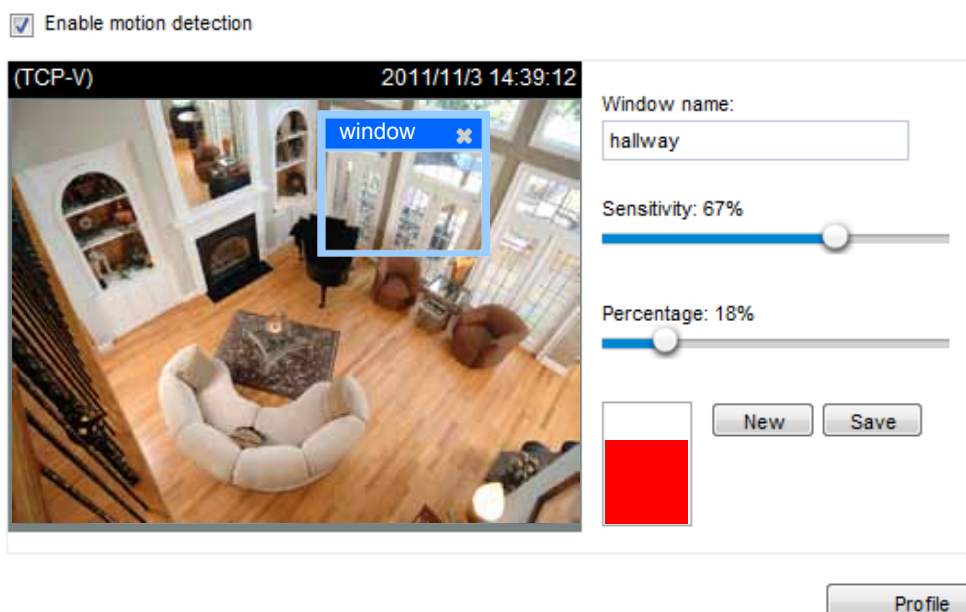 Enable motion detection
(TCP-V) 2011/11/3 14:39:12
window
Window name:
hallway
Sensitivity: 67%
Percentage: 18%
New Save
Profile